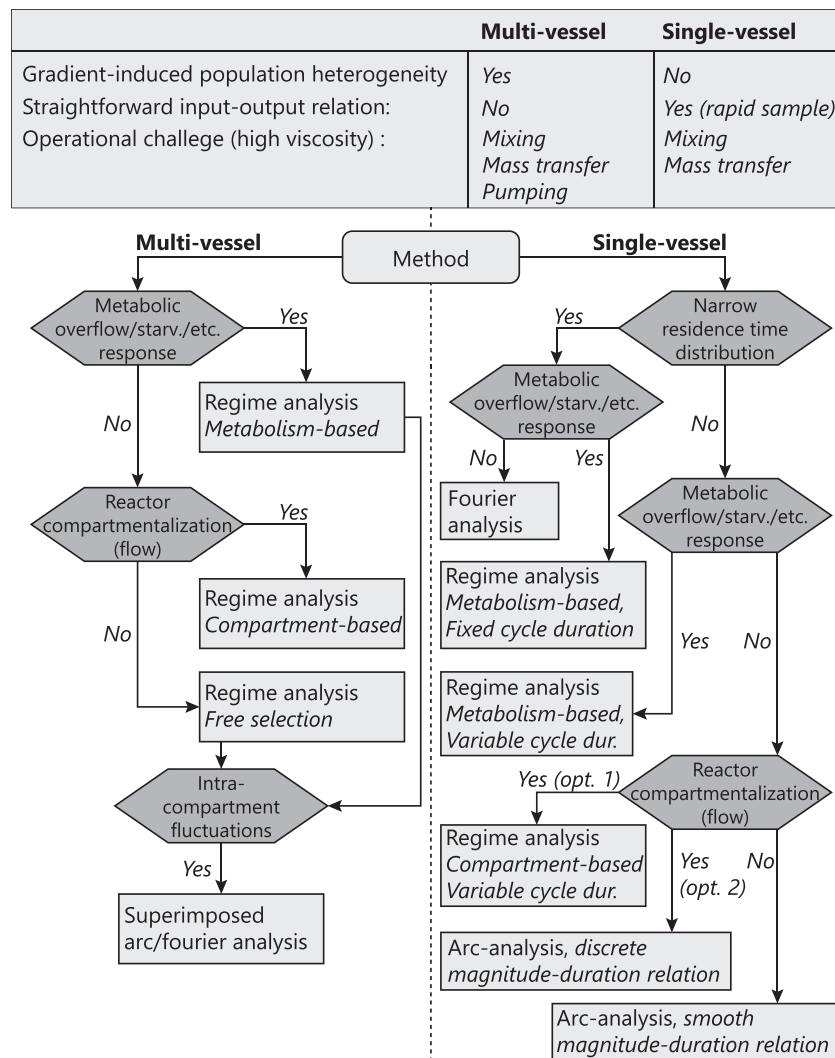 Multi-vessel Single-vessel
Gradient-induced population heterogeneity Yes No
Straightforward input-output relation: No Yes (rapid sample)
Operational challege (high viscosity) : Mixing Mixing
Mass transfer Mass transfer
Pumping
Multi-vessel
Method
Single-vessel
Metabolic
overflow/starv./etc.
response
Yes
No
Regime analysis
Metabolism-based
Reactor
compartmentalization
(flow)
Yes
No
Regime analysis
Compartment-based
Regime analysis
Free selection
Intra-
compartment
fluctuations
Yes
Superimposed
arc/fourier analysis
Narrow
residence time
distribution
Yes
No
Metabolic
overflow/starv./etc.
response
No
Yes
Fourier
analysis
Regime analysis
Metabolism-based,
Fixed cycle duration
Metabolic
overflow/starv./etc.
response
Yes
No
Regime analysis
Metabolism-based,
Variable cycle dur.
Reactor
compartmentalization
(flow)
Yes (opt. 1)
Regime analysis
Compartment-based
Variable cycle dur.
Yes
(opt. 2)
No
Arc-analysis, discrete
magnitude-duration relation
Arc-analysis, smooth
magnitude-duration relation